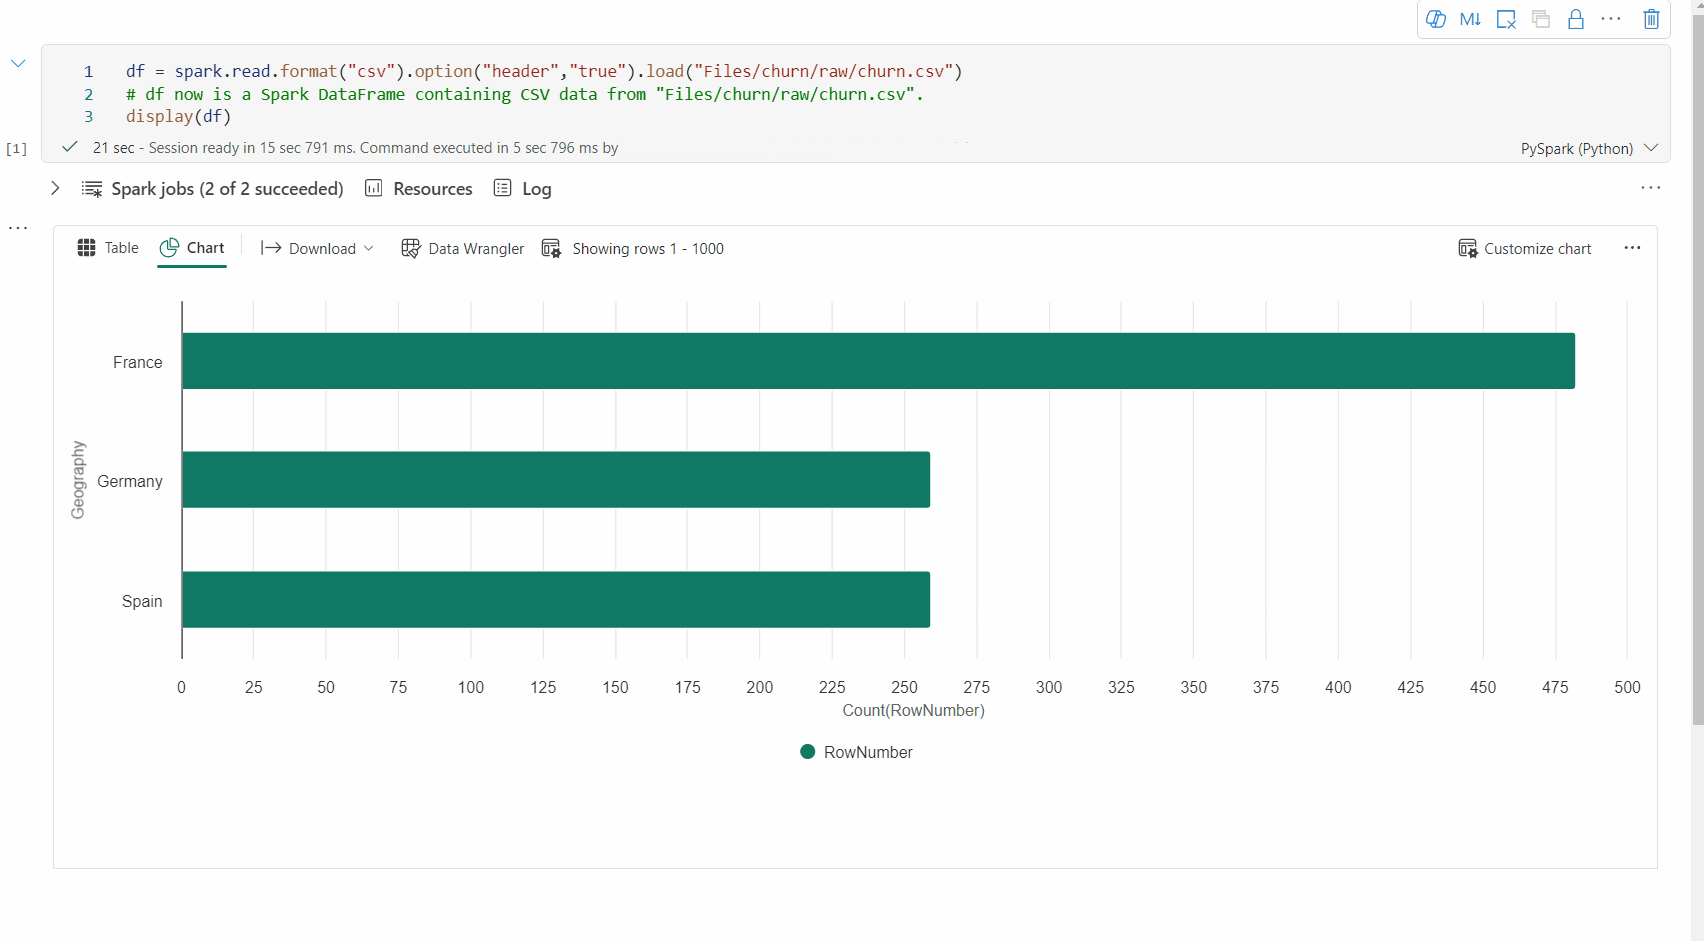 M↓
1 df = spark.read.format("csv").option("header","true").load("Files/churn/raw/churn.csv")
2 # df now is a Spark DataFrame containing CSV data from "Files/churn/raw/churn.csv".
3 display(df)
[1] 21 sec - Session ready in 15 sec 791 ms. Command executed in 5 sec 796 ms by PySpark (Python)
Spark jobs (2 of 2 succeeded) Resources Log
Table Chart Download Data Wrangler Showing rows 1 - 1000 Customize chart
France
Geography
Germany
Spain
0 25 50 75 100 125 150 175 200 225 250 275 300 325 350 375 400 425 450 475 500
Count(RowNumber)
RowNumber